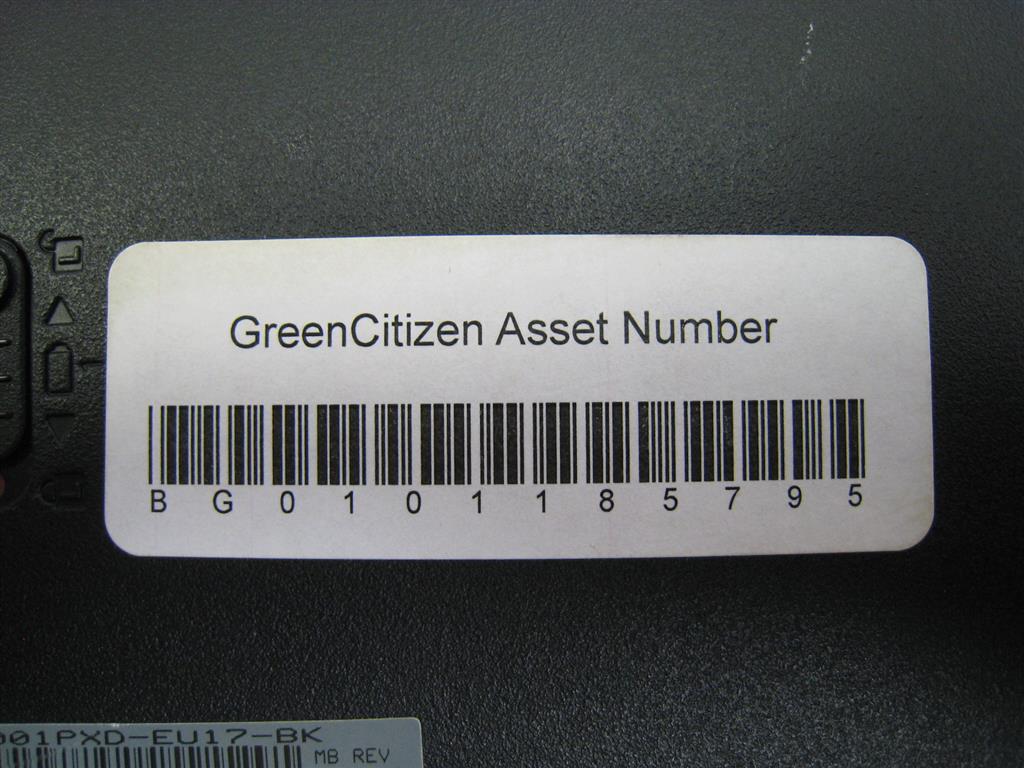 GreenCitizen Asset Number
B G 0 1 0 1 1 8 5 7 9 5
01PXD-EU17-BK
MB REV